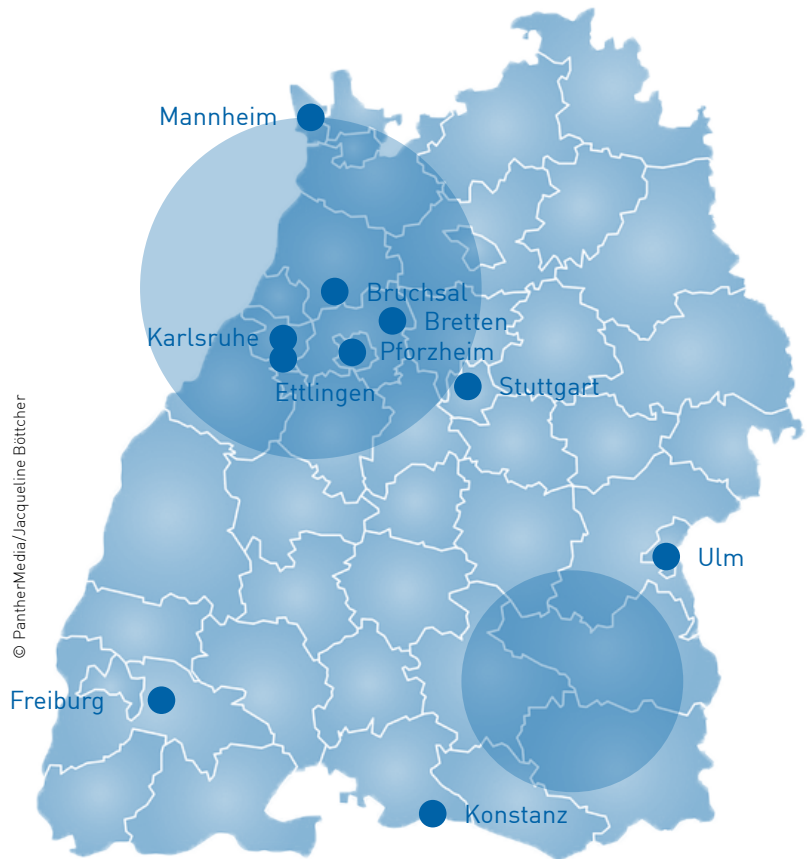 Mannheim
Bruchsal
Bretten
Karlsruhe
Pforzheim
Ettlingen
Stuttgart
© PantherMedia/Jacqueline Böttcher
Ulm
Freiburg
Konstanz